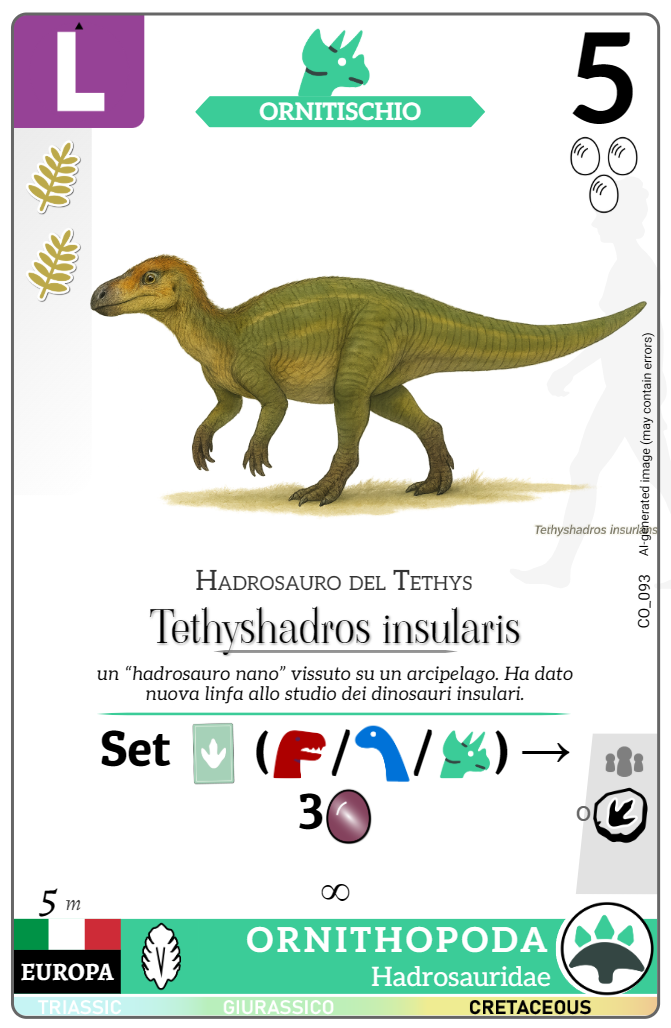 L
ORNITISCHIO
5
Tethyshadros insurlans
AI-generated image (may contain errors)
CO_093
Hadrosauro del Tethys
Tethyshadros insularis
un “hadrosauro nano” vissuto su un arcipelago. Ha dato
nuova linfa allo studio dei dinosauri insulari.
Set ( / / ) →
3
o
∞
5 m
EUROPA
ORNITHOPODA
Hadrosauridae
TRIASSIC GIURASSICO CRETACEOUS